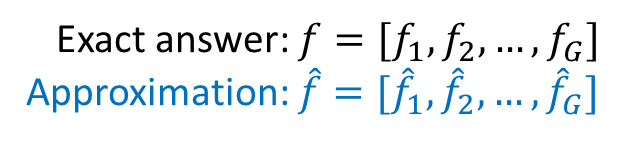 Exact answer: 𝑓 = [𝑓₁, 𝑓₂, …, 𝑓_G]
Approximation: 𝑓̂ = [𝑓̂₁, 𝑓̂₂, …, 𝑓̂_G]